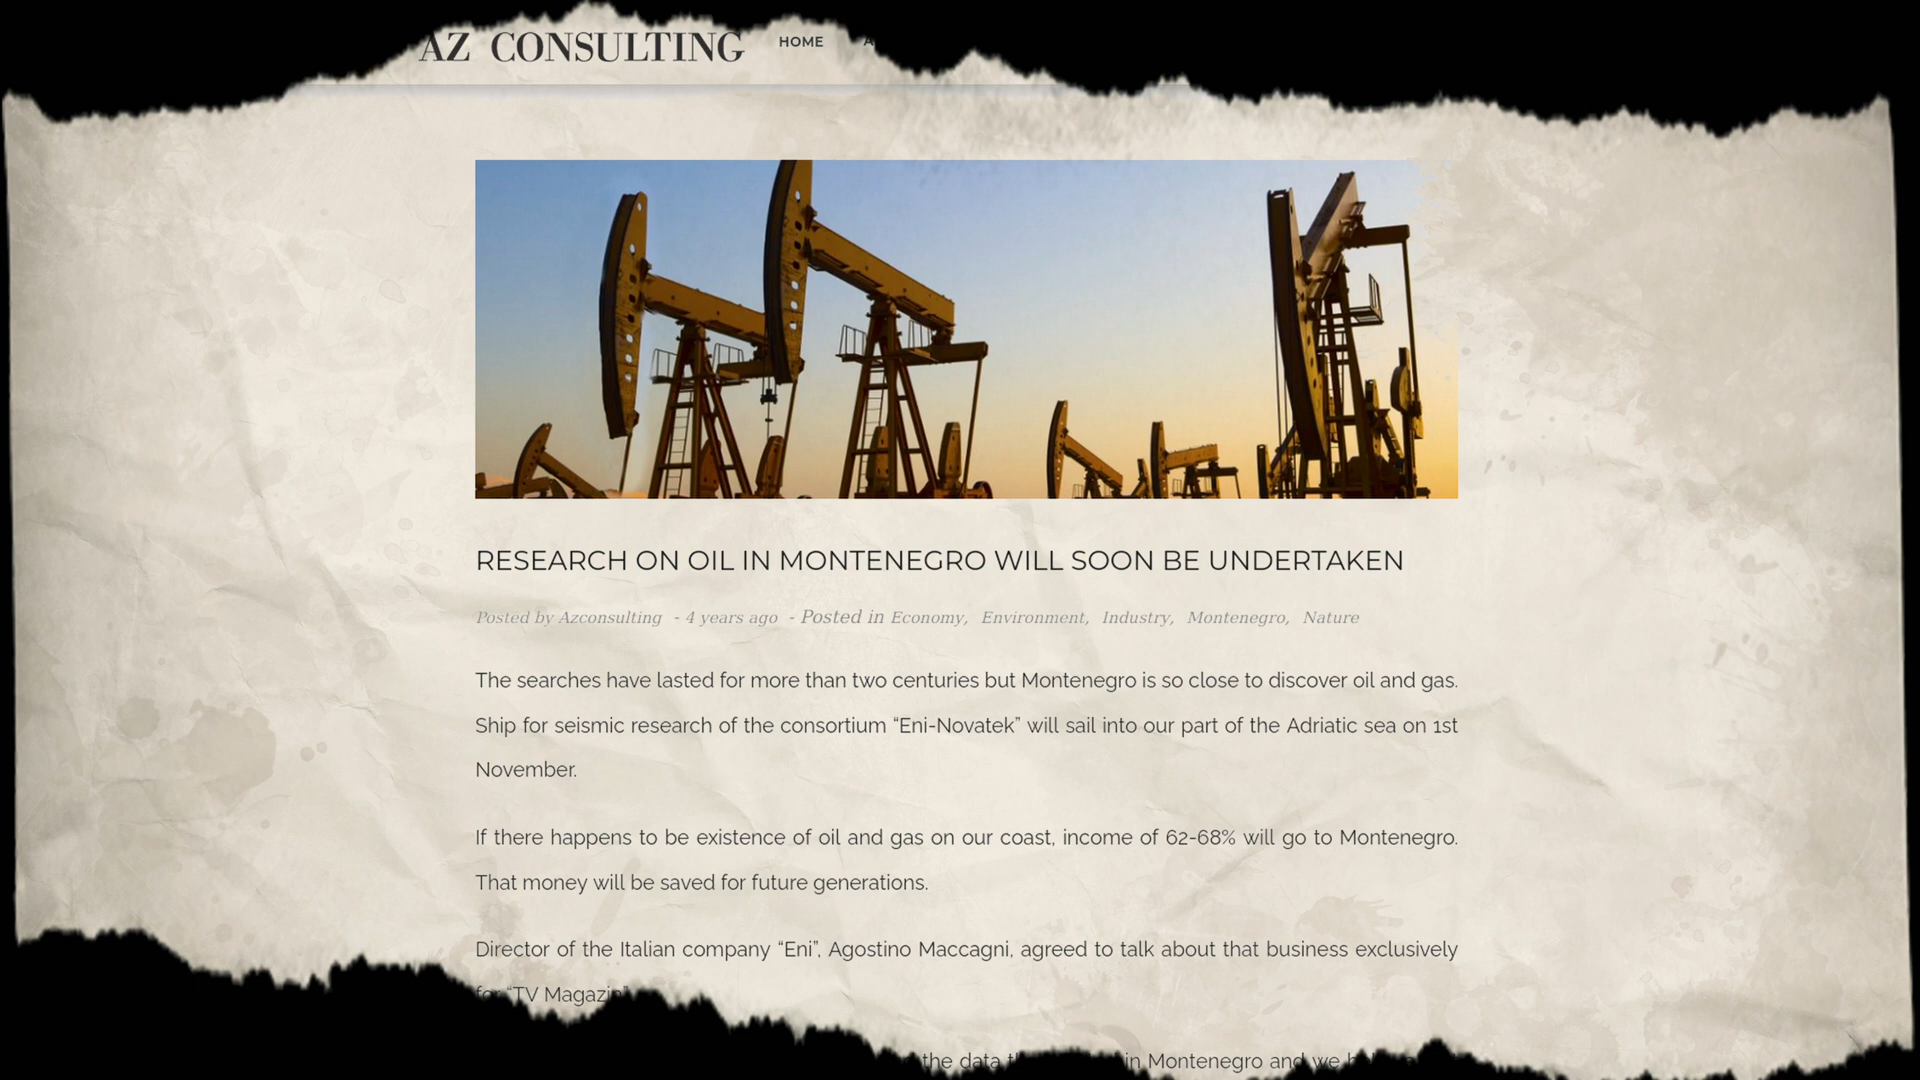 AZ CONSULTING HOME
RESEARCH ON OIL IN MONTENEGRO WILL SOON BE UNDERTAKEN
Posted by Azconsulting - 4 years ago - Posted in Economy, Environment, Industry, Montenegro, Nature
The searches have lasted for more than two centuries but Montenegro is so close to discover oil and gas.
Ship for seismic research of the consortium “Eni-Novatek” will sail into our part of the Adriatic sea on 1st
November.
If there happens to be existence of oil and gas on our coast, income of 62-68% will go to Montenegro.
That money will be saved for future generations.
Director of the Italian company “Eni”, Agostino Maccagni, agreed to talk about that business exclusively
for “TV Magazin”
the data in Montenegro and we